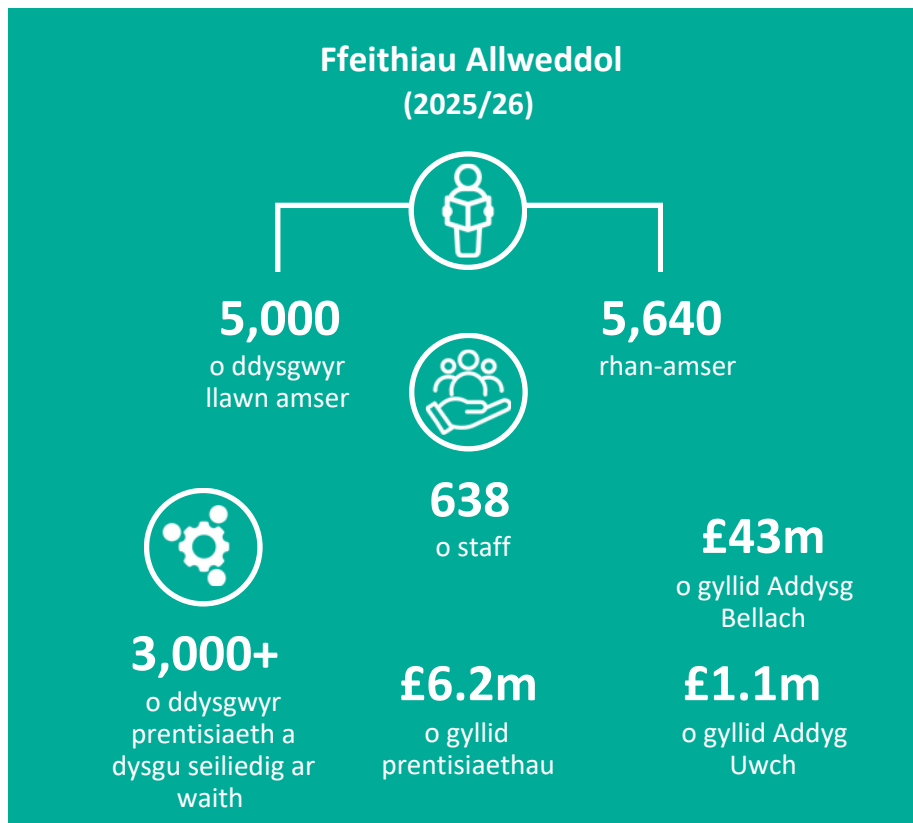 Ffeithiau Allweddol
(2025/26)
5,000
o ddysgwyr
llawn amser
5,640
rhan-amser
638
o staff
£43m
o gyllid Addysg
Bellach
3,000+
o ddysgwyr
prentisiaeth a
dysgu seiliedig ar
waith
£6.2m
o gyllid
prentisiaethau
£1.1m
o gyllid Addyg
Uwch